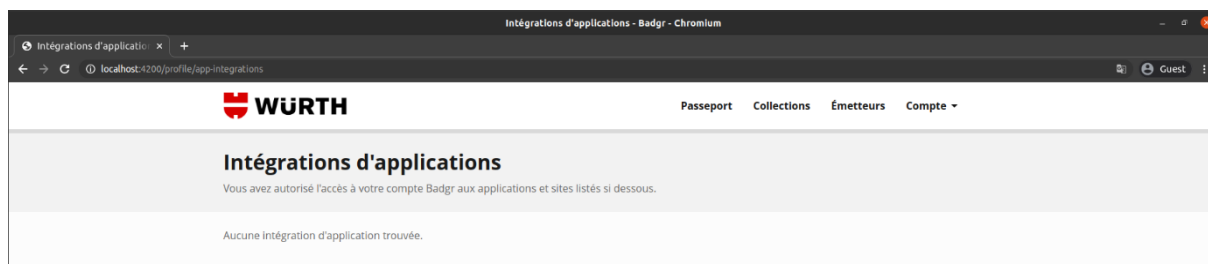 Intégrations d'applications - Badgr - Chromium
Intégrations d'application
localhost:4200/profile/app-integrations
Guest
WÜRTH
Passeport Collections Émetteurs Compte
Intégrations d'applications
Vous avez autorisé l'accès à votre compte Badgr aux applications et sites listés si dessous.
Aucune intégration d'application trouvée.